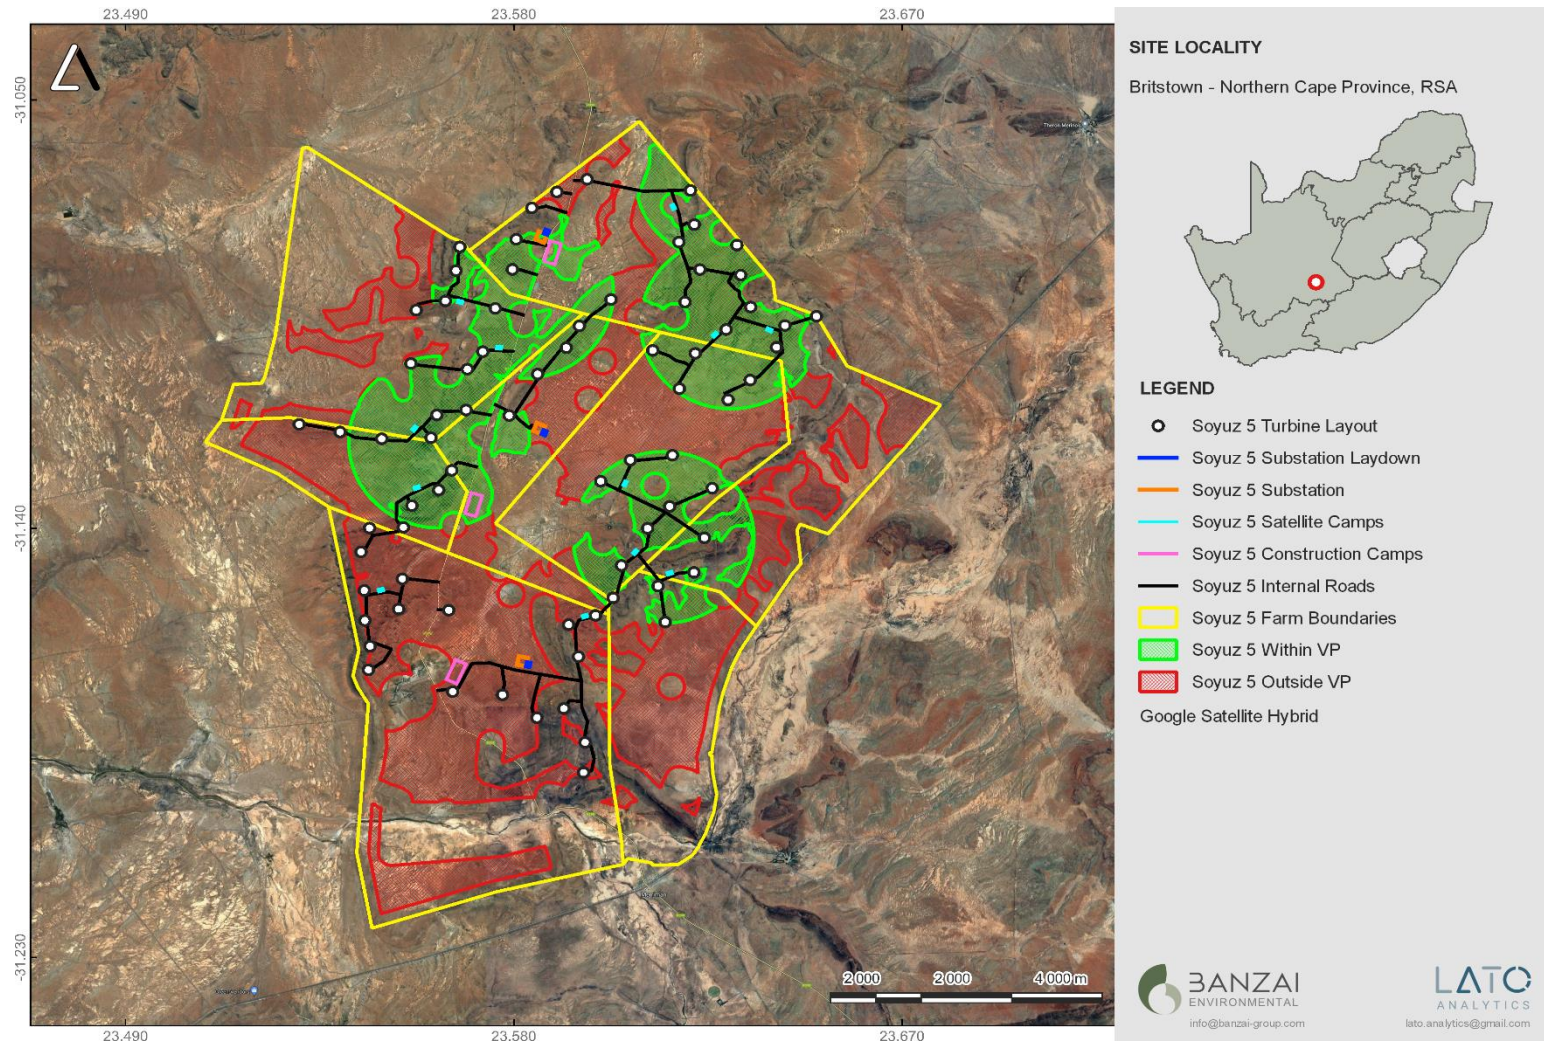 23.490
23.580
23.670
-31.050
-31.140
-31.230
2 000
2 000
4 000 m
23.490
23.580
23.670
SITE LOCALITY
Britstown - Northern Cape Province, RSA
LEGEND
Soyuz 5 Turbine Layout
Soyuz 5 Substation Laydown
Soyuz 5 Substation
Soyuz 5 Satellite Camps
Soyuz 5 Construction Camps
Soyuz 5 Internal Roads
Soyuz 5 Farm Boundaries
Soyuz 5 Within VP
Soyuz 5 Outside VP
Google Satellite Hybrid
BANZAI
ENVIRONMENTAL
info@banzai-group.com
LATO
ANALYTICS
lato.analytics@gmail.com